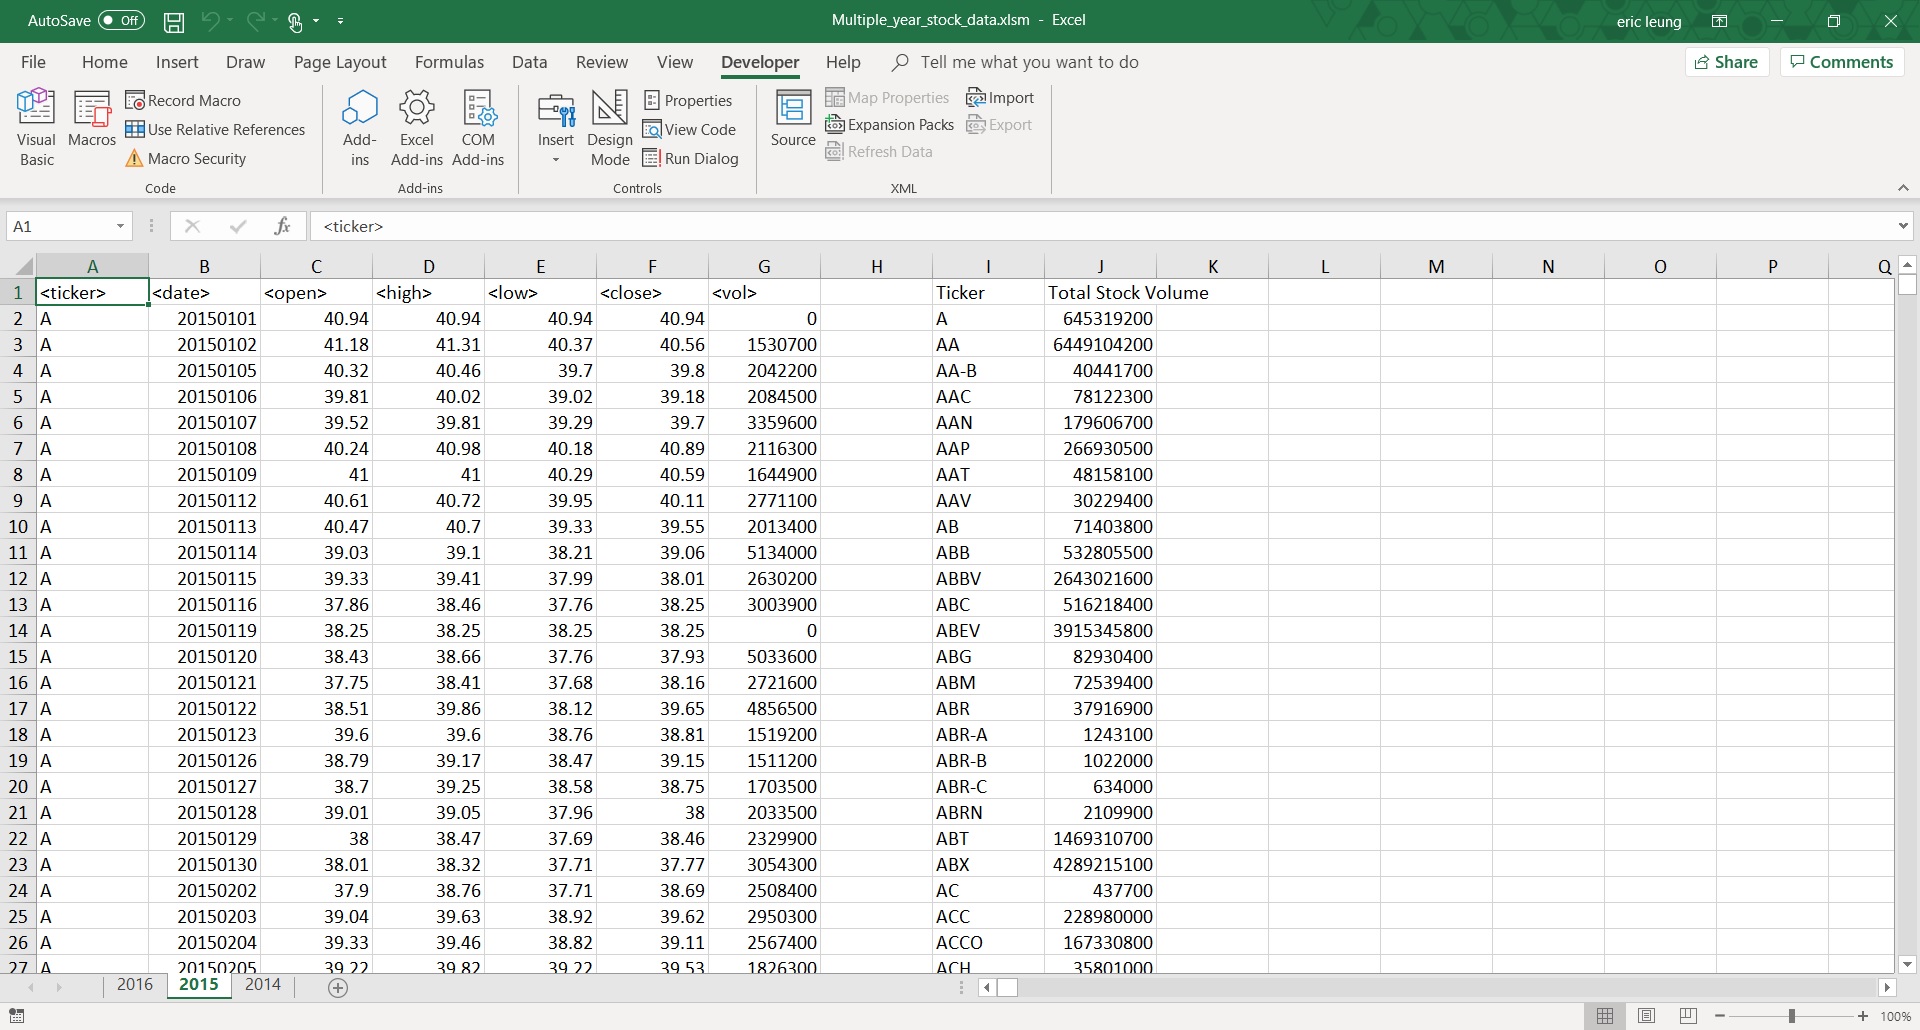 AutoSave Off Multiple_year_stock_data.xlsm - Excel eric leung
File Home Insert Draw Page Layout Formulas Data Review View Developer Help Tell me what you want to do Share Comments
Visual Basic Macros Record Macro Use Relative References Macro Security
Add-ins Excel Add-ins COM Add-ins
Insert Design Mode Properties View Code Run Dialog
Source Map Properties Expansion Packs Refresh Data Import Export
Code Add-ins Controls XML
A1 fx <ticker>
A B C D E F G H I J K L M N O P Q
1 <ticker> <date> <open> <high> <low> <close> <vol> Ticker Total Stock Volume
2 A 20150101 40.94 40.94 40.94 40.94 0 A 645319200
3 A 20150102 41.18 41.31 40.37 40.56 1530700 AA 6449104200
4 A 20150105 40.32 40.46 39.7 39.8 2042200 AA-B 40441700
5 A 20150106 39.81 40.02 39.02 39.18 2084500 AAC 78122300
6 A 20150107 39.52 39.81 39.29 39.7 3359600 AAN 179606700
7 A 20150108 40.24 40.98 40.18 40.89 2116300 AAP 266930500
8 A 20150109 41 41 40.29 40.59 1644900 AAT 48158100
9 A 20150112 40.61 40.72 39.95 40.11 2771100 AAV 30229400
10 A 20150113 40.47 40.7 39.33 39.55 2013400 AB 71403800
11 A 20150114 39.03 39.1 38.21 39.06 5134000 ABB 532805500
12 A 20150115 39.33 39.41 37.99 38.01 2630200 ABBV 2643021600
13 A 20150116 37.86 38.46 37.76 38.25 3003900 ABC 516218400
14 A 20150119 38.25 38.25 38.25 38.25 0 ABEV 3915345800
15 A 20150120 38.43 38.66 37.76 37.93 5033600 ABG 82930400
16 A 20150121 37.75 38.41 37.68 38.16 2721600 ABM 72539400
17 A 20150122 38.51 39.86 38.12 39.65 4856500 ABR 37916900
18 A 20150123 39.6 39.6 38.76 38.81 1519200 ABR-A 1243100
19 A 20150126 38.79 39.17 38.47 39.15 1511200 ABR-B 1022000
20 A 20150127 38.7 39.25 38.58 38.75 1703500 ABR-C 634000
21 A 20150128 39.01 39.05 37.96 38 2033500 ABRN 2109900
22 A 20150129 38 38.47 37.69 38.46 2329900 ABT 1469310700
23 A 20150130 38.01 38.32 37.71 37.77 3054300 ABX 4289215100
24 A 20150202 37.9 38.76 37.71 38.69 2508400 AC 437700
25 A 20150203 39.04 39.63 38.92 39.62 2950300 ACC 228980000
26 A 20150204 39.33 39.46 38.82 39.11 2567400 ACCO 167330800
27 A 20150205 39.22 39.82 39.22 39.53 1826300 ACH 35801000
2016 2015 2014
100%